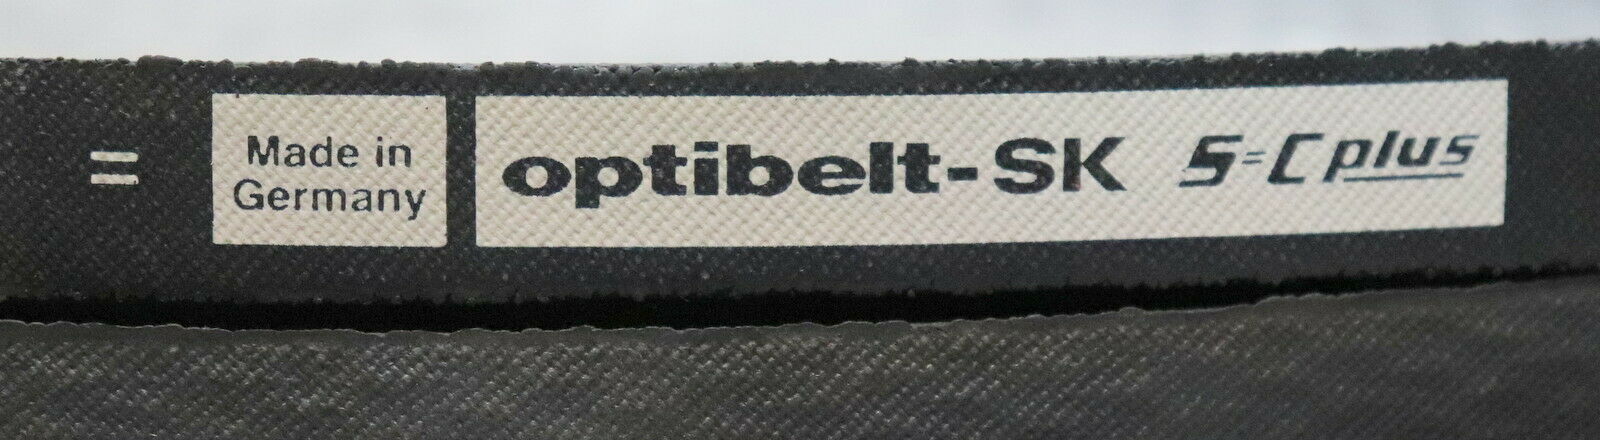 Made in
Germany
optibelt-SK S=C plus